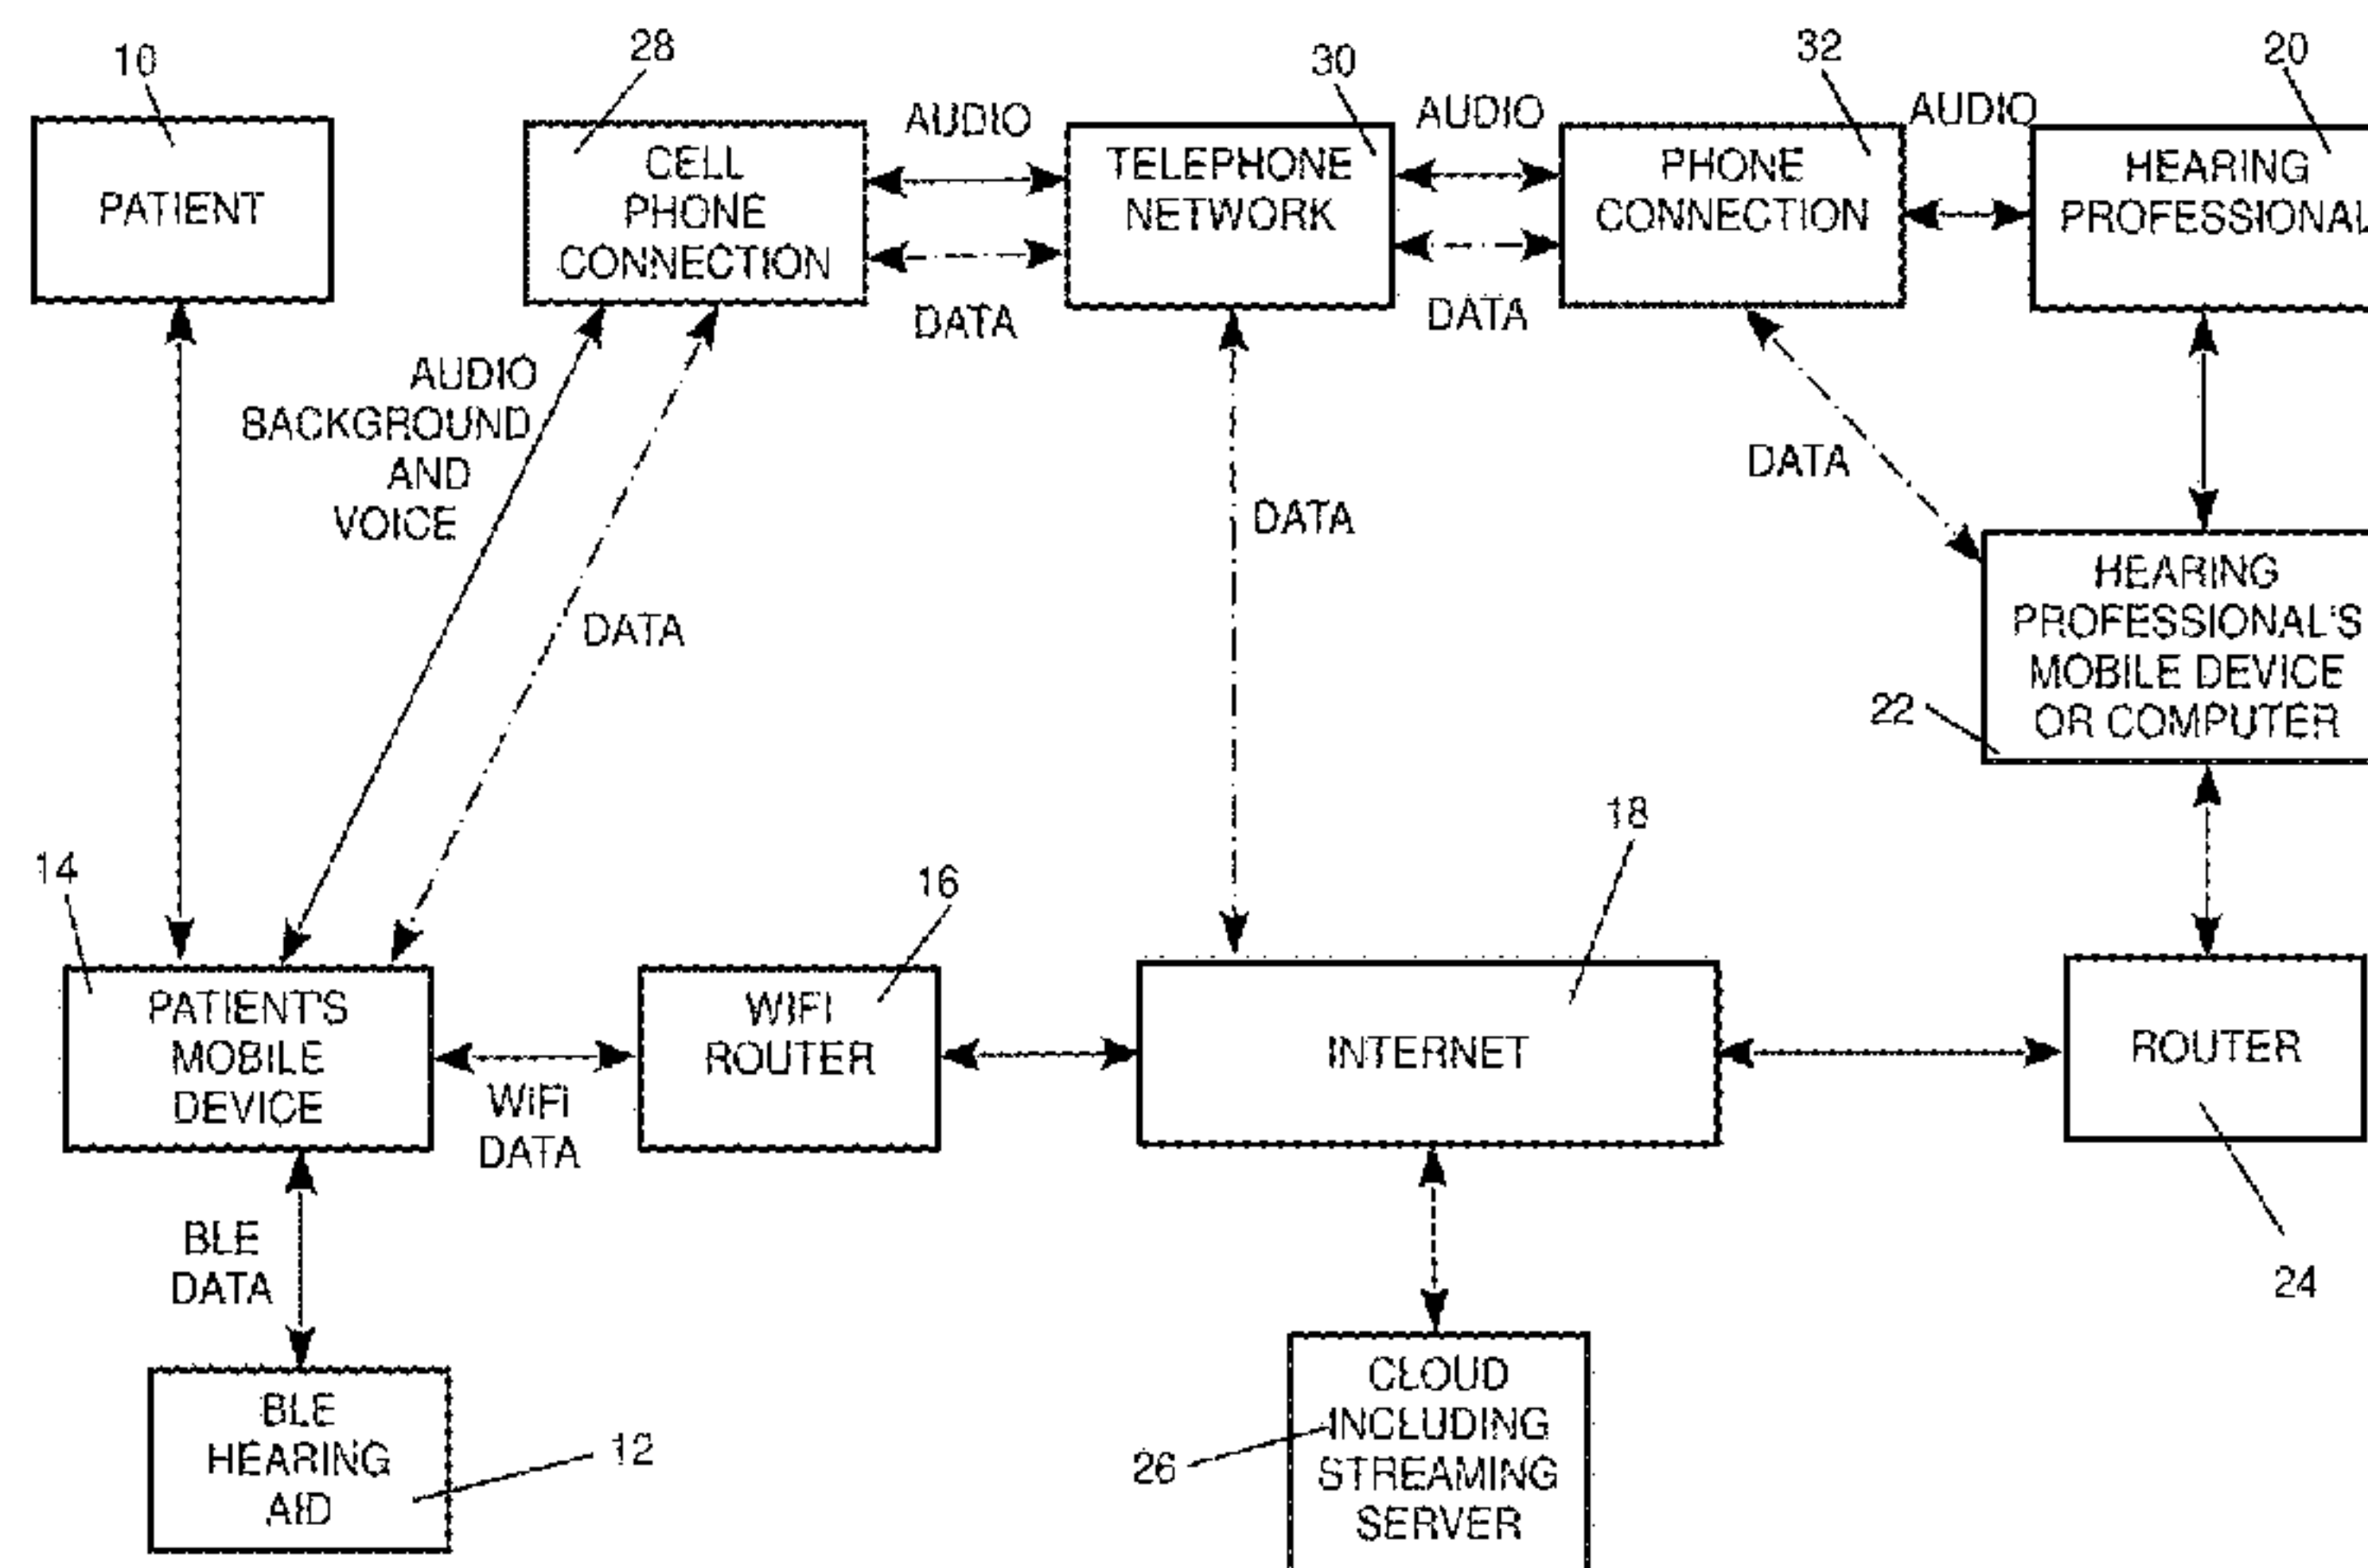 10
28
30
32
20
PATIENT
CELL
PHONE
CONNECTION
AUDIO
DATA
TELEPHONE
NETWORK
AUDIO
DATA
PHONE
CONNECTION
AUDIO
HEARING
PROFESSIONAL
AUDIO
BACKGROUND
AND
VOICE
DATA
DATA
DATA
HEARING
PROFESSIONAL'S
MOBILE DEVICE
OR COMPUTER
22
14
16
18
PATIENT'S
MOBILE
DEVICE
WiFi
DATA
WIFI
ROUTER
INTERNET
ROUTER
24
BLE
DATA
BLE
HEARING
AID
12
CLOUD
INCLUDING
STREAMING
SERVER
26